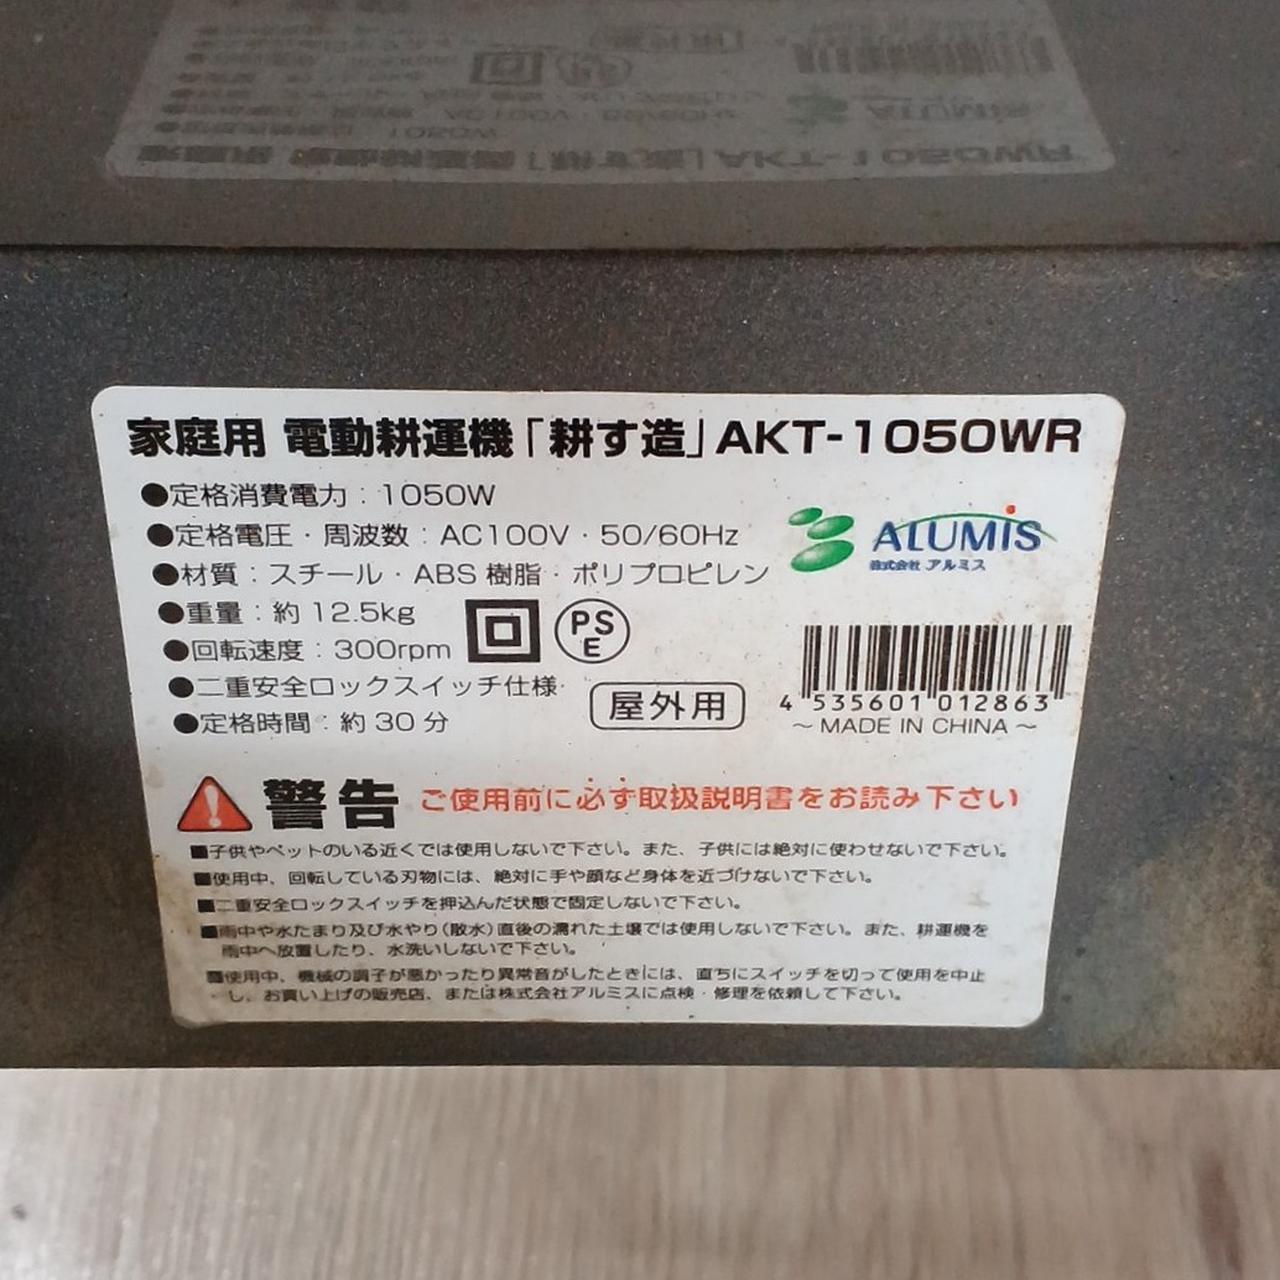 家庭用 電動耕運機「耕す造」AKT-1050WR
●定格消費電力：1050W
●定格電圧・周波数：AC100V・50/60Hz
●材質：スチール・ABS樹脂・ポリプロピレン
●重量：約12.5kg
●回転速度：300rpm
●二重安全ロックスイッチ仕様
●定格時間：約30分
PS
E
屋外用
ALUMIS
株式会社 アルミス
4 535601 012863
～MADE IN CHINA～
警告 ご使用前に必ず取扱説明書をお読み下さい
■子供やペットのいる近くでは使用しないで下さい。また、子供には絶対に使わせないで下さい。
■使用中、回転している刃物には、絶対に手や顔など身体を近づけないで下さい。
■二重安全ロックスイッチを押込んだ状態で固定しないで下さい。
■雨中や水たまり及び水やり（散水）直後の濡れた土壌では使用しないで下さい。また、耕運機を
雨中へ放置したり、水洗いしないで下さい。
■使用中、機械の調子が悪かったり異常音がしたときには、直ちにスイッチを切って使用を中止
し、お買い上げの販売店、または株式会社アルミスに点検・修理を依頼して下さい。